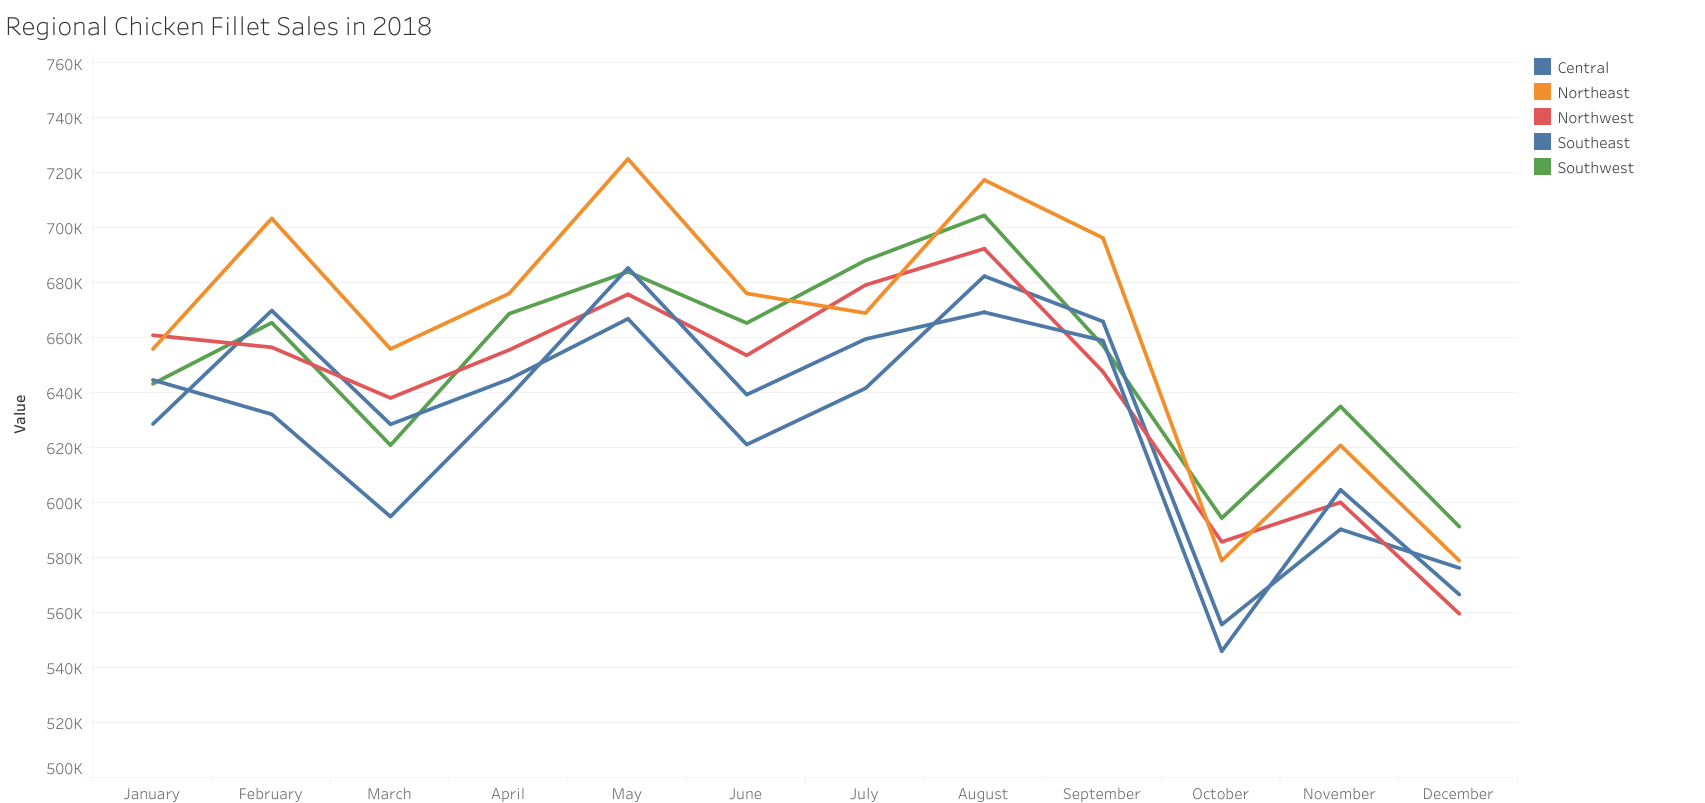 Regional Chicken Fillet Sales in 2018
760K
740K
720K
700K
680K
660K
640K
620K
600K
580K
560K
540K
520K
500K
Value
January February March April May June July August September October November December
Central
Northeast
Northwest
Southeast
Southwest